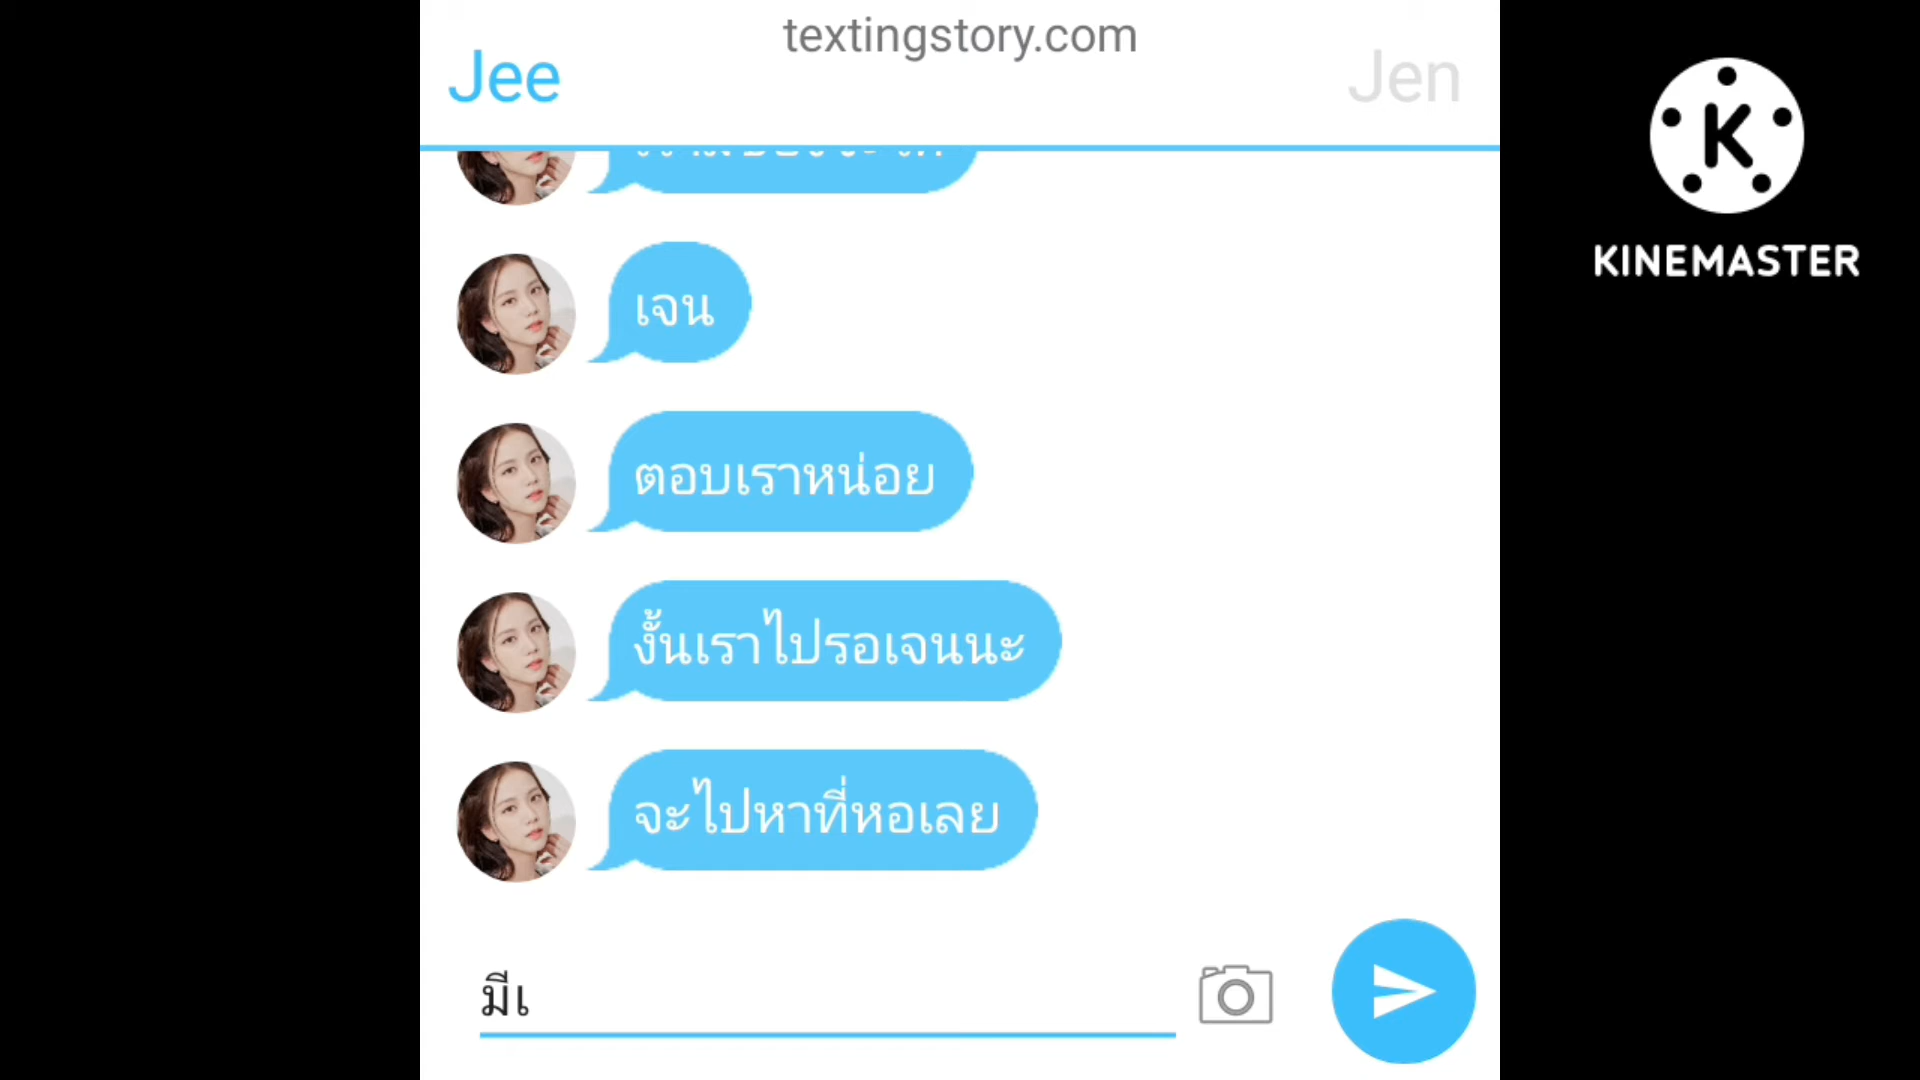 textingstory.com
Jee
Jen
เจน
ตอบเราหน่อย
งั้นเราไปรอเจนนะ
จะไปหาที่หอเลย
มีเ
K
KINEMASTER